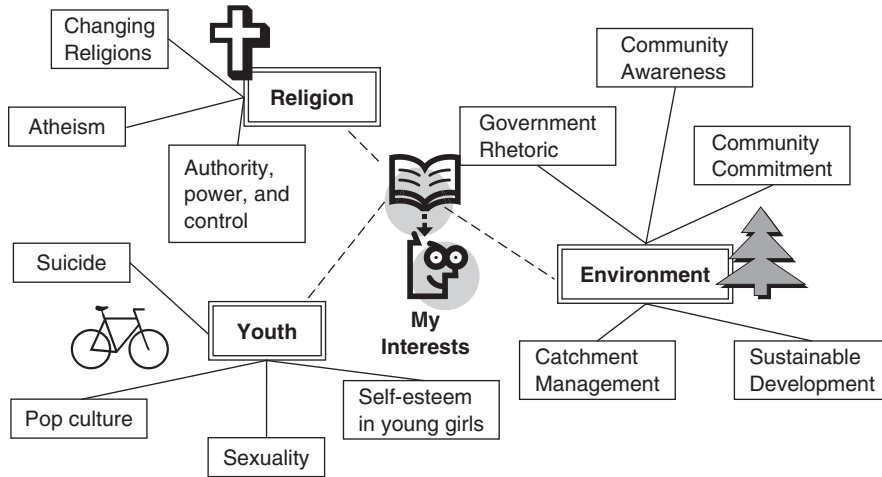 Changing
Religions
Religion
Atheism
Authority,
power, and
control
Community
Awareness
Government
Rhetoric
Community
Commitment
Environment
Catchment
Management
Sustainable
Development
My
Interests
Suicide
Youth
Pop culture
Sexuality
Self-esteem
in young girls